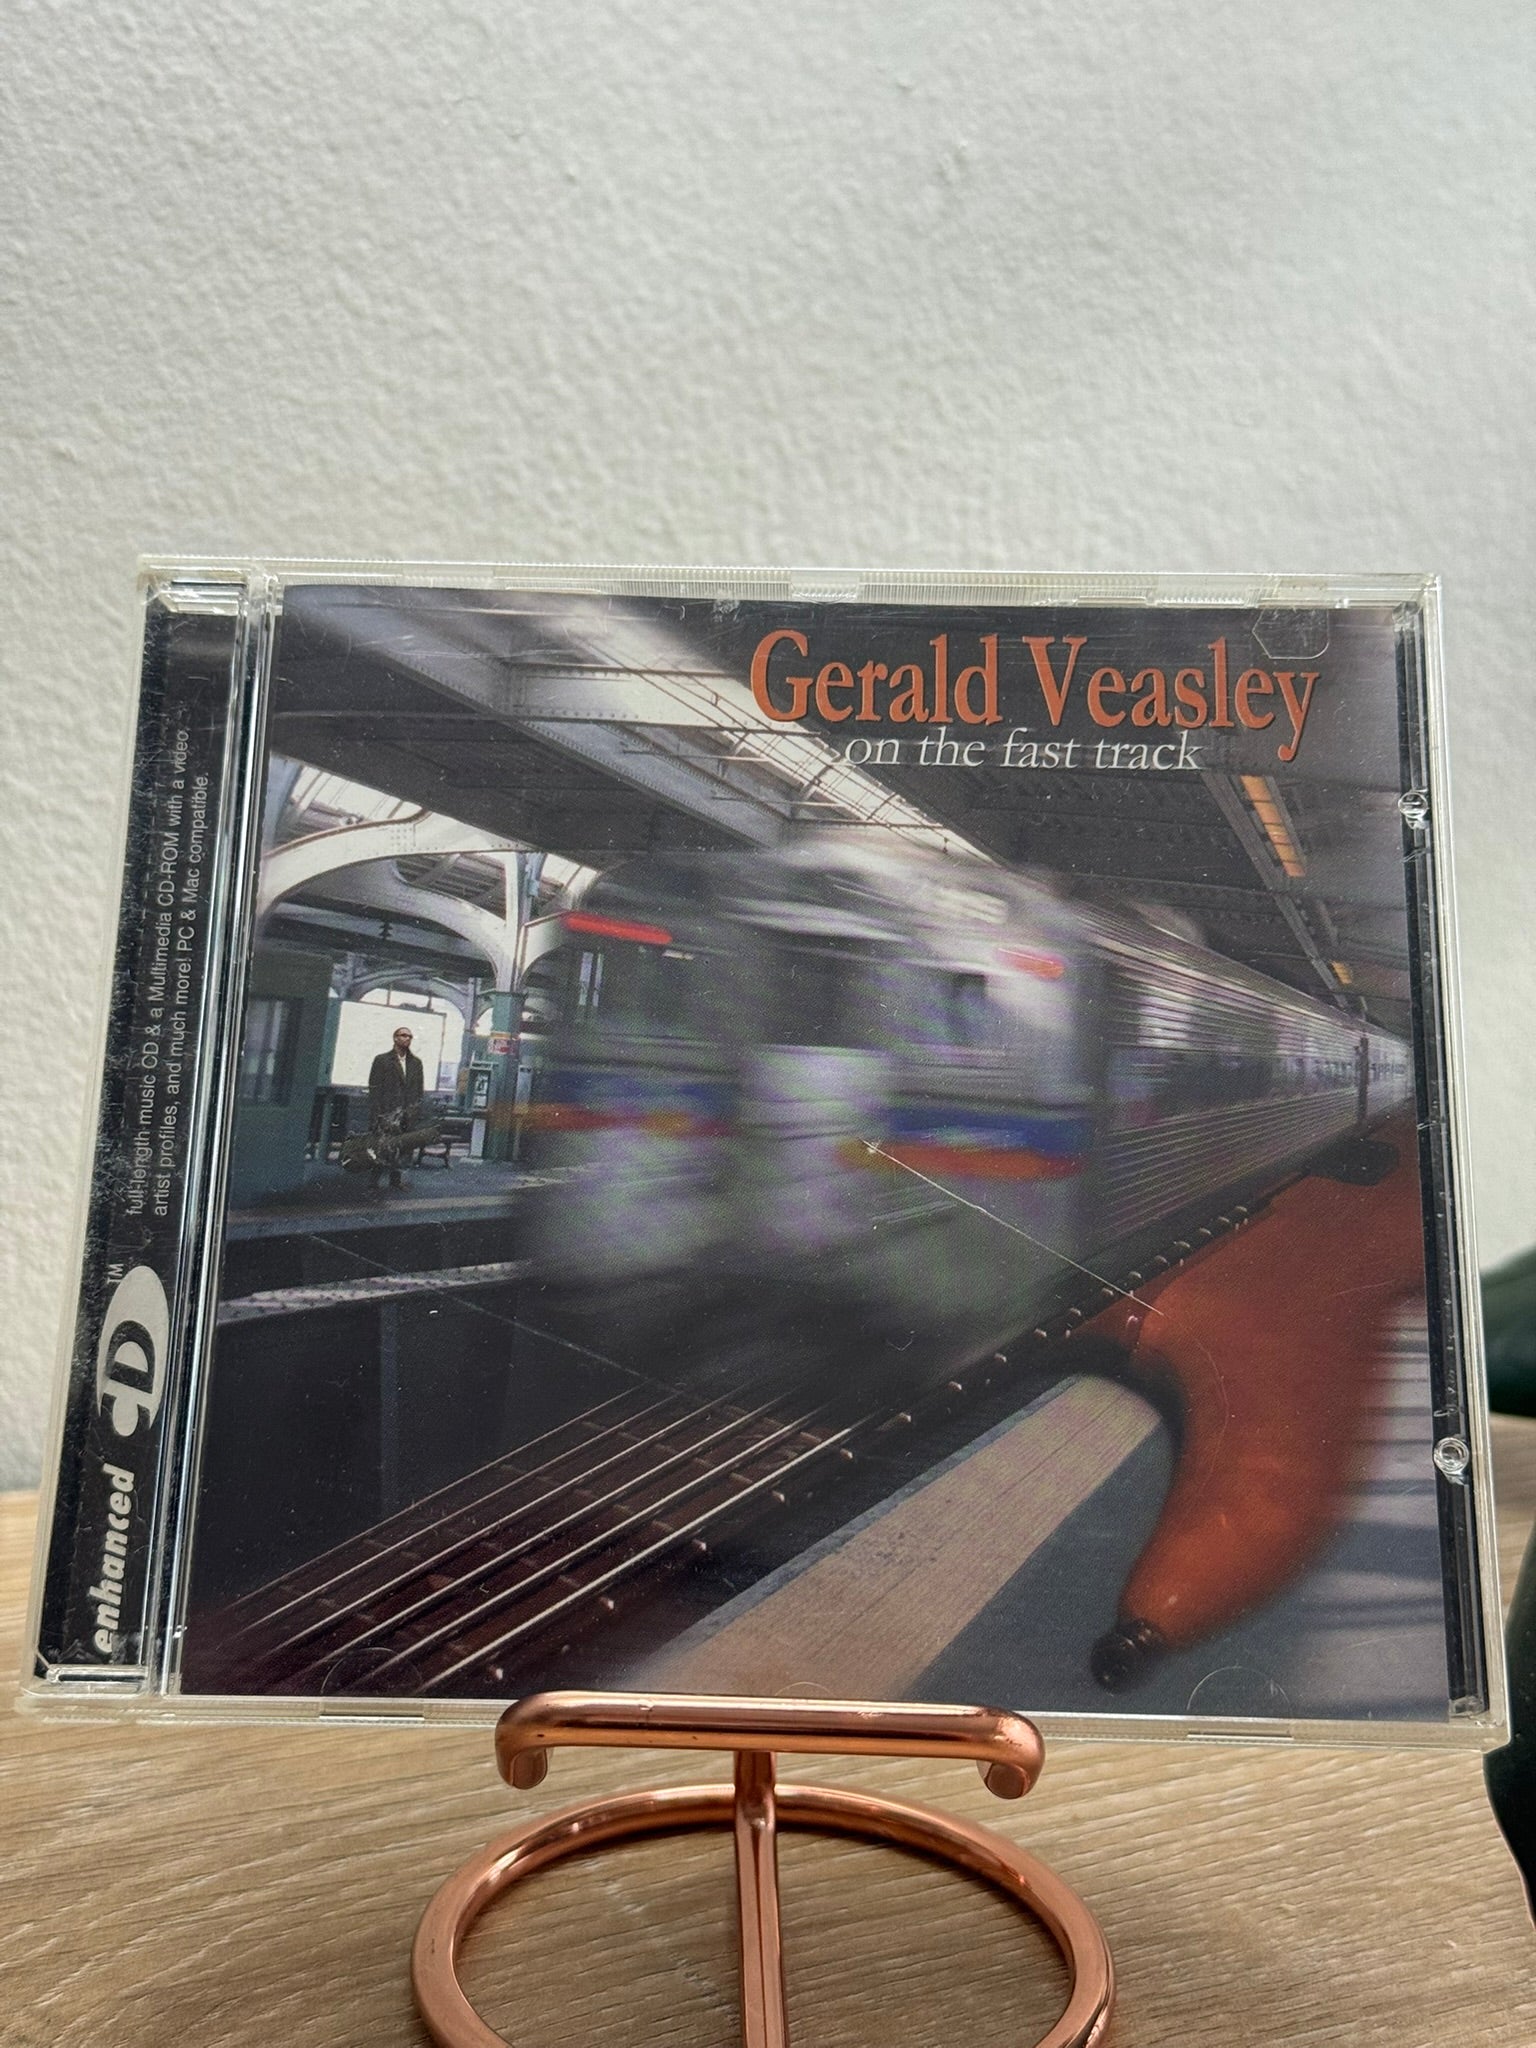 Gerald Veasley
on the fast track
enhanced CD™
full-length music CD & a Multimedia CD-ROM with a video,
artist profiles, and much more! PC & Mac compatible.